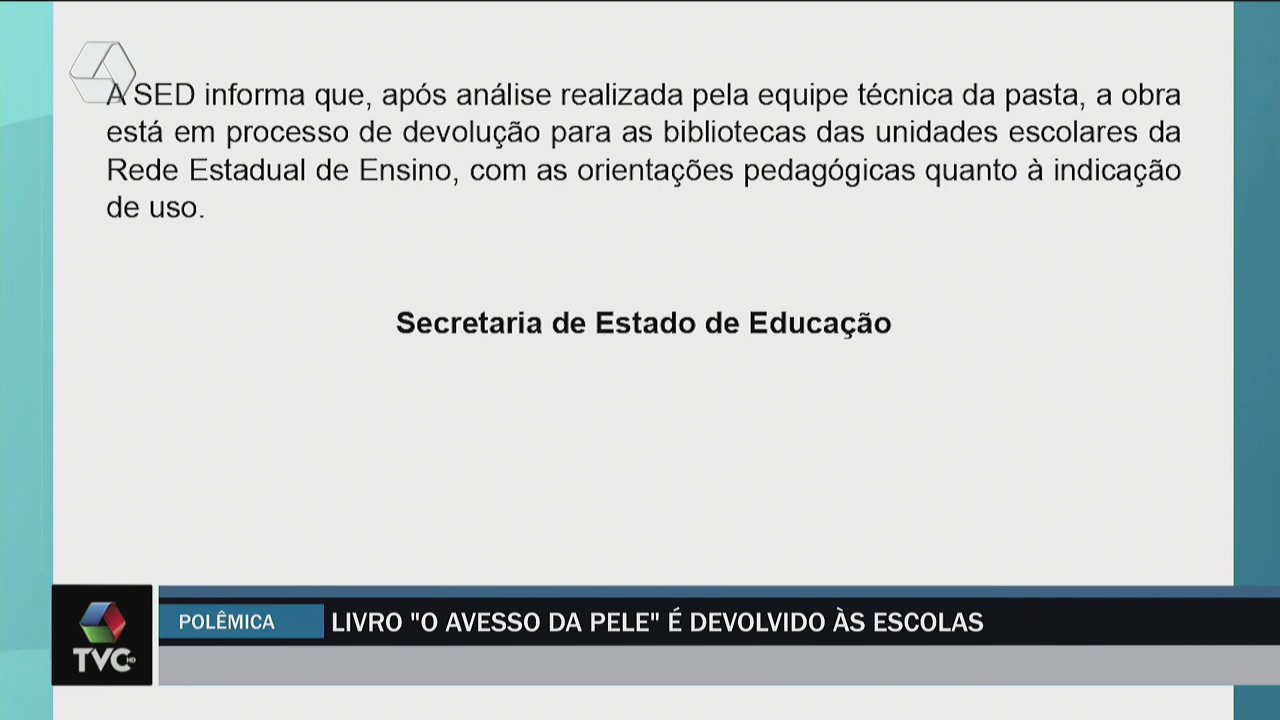 A SED informa que, após análise realizada pela equipe técnica da pasta, a obra
está em processo de devolução para as bibliotecas das unidades escolares da
Rede Estadual de Ensino, com as orientações pedagógicas quanto à indicação
de uso.
Secretaria de Estado de Educação
POLÊMICA
LIVRO "O AVESSO DA PELE" É DEVOLVIDO ÀS ESCOLAS
TVC HD